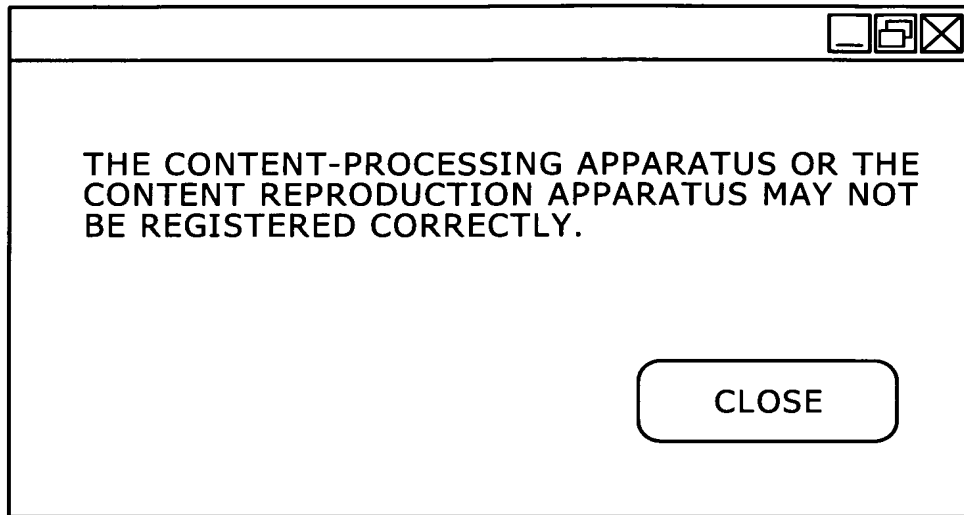 THE CONTENT-PROCESSING APPARATUS OR THE
CONTENT REPRODUCTION APPARATUS MAY NOT
BE REGISTERED CORRECTLY.
CLOSE